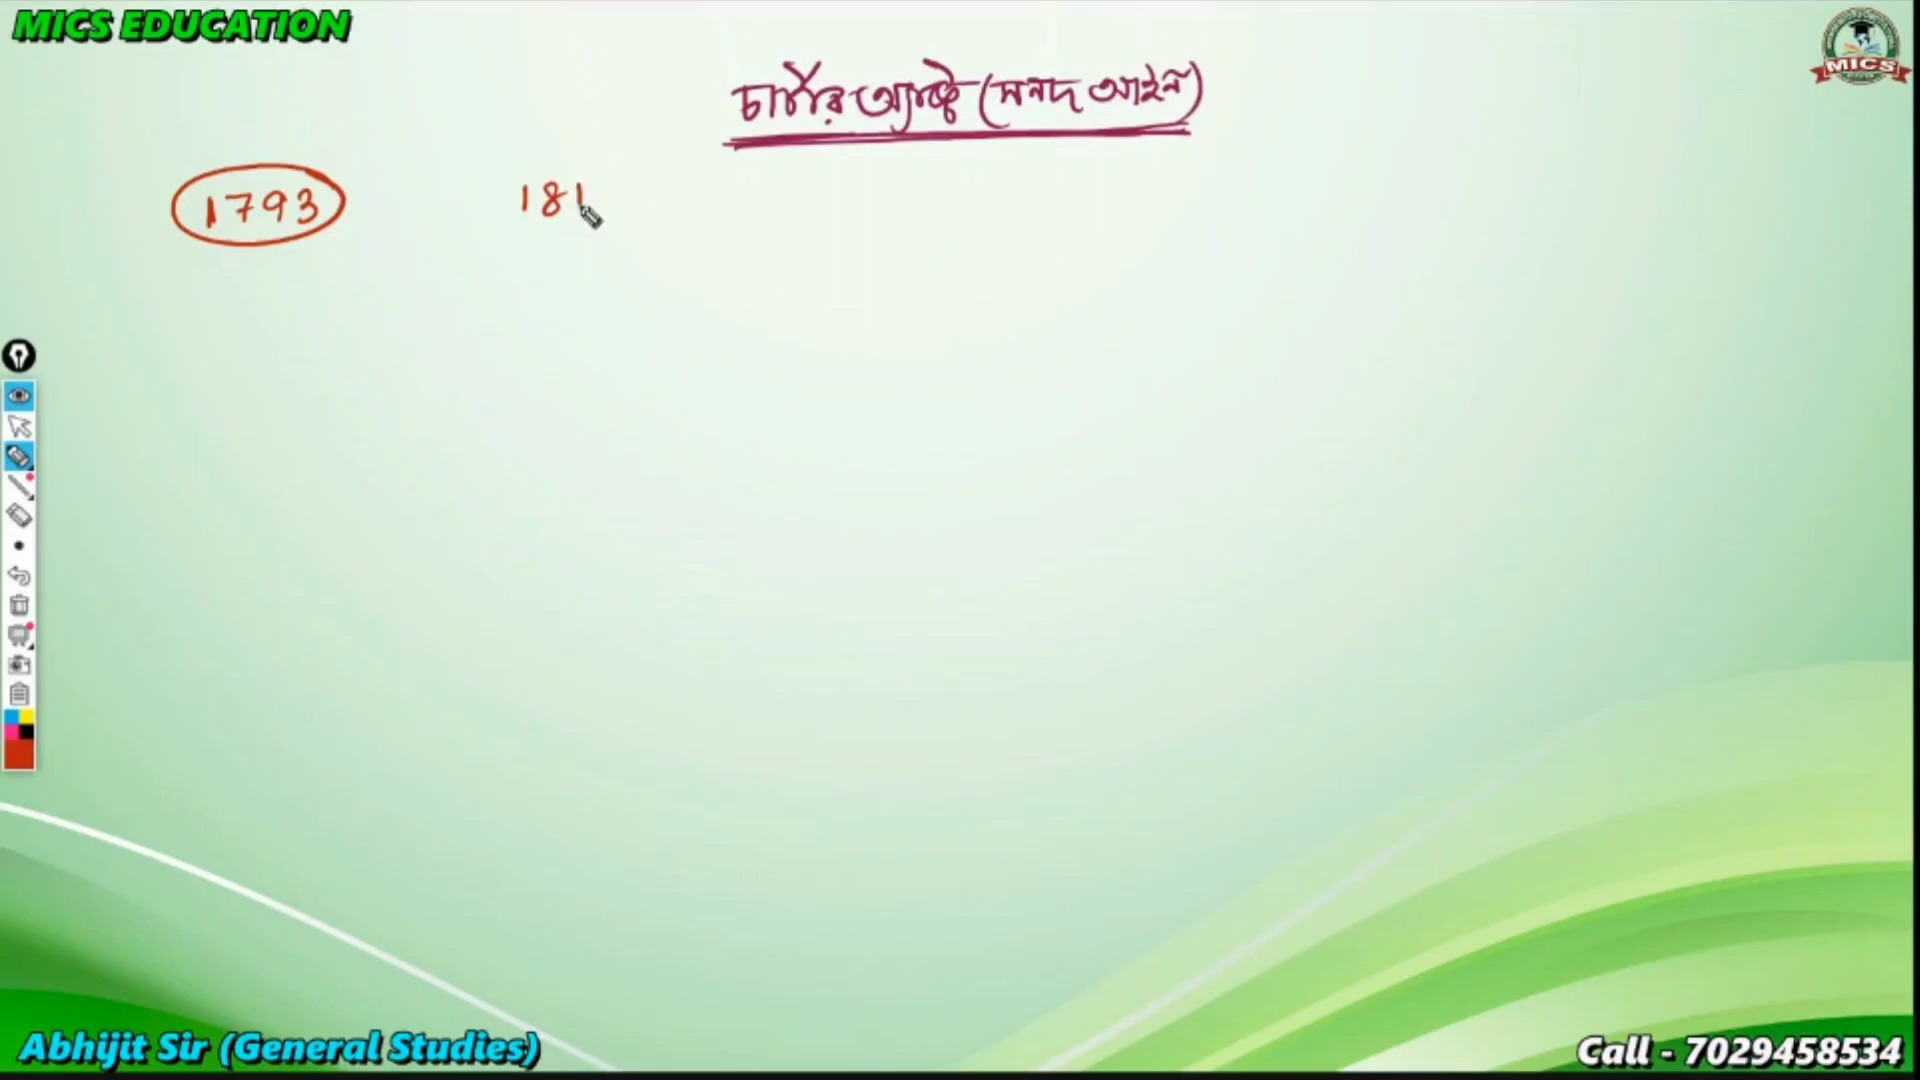 MICS EDUCATION
MICS
চার্টার অ্যাক্ট (সনদ আইন)
1793 181
Abhijit Sir (General Studies)
Call - 7029458534